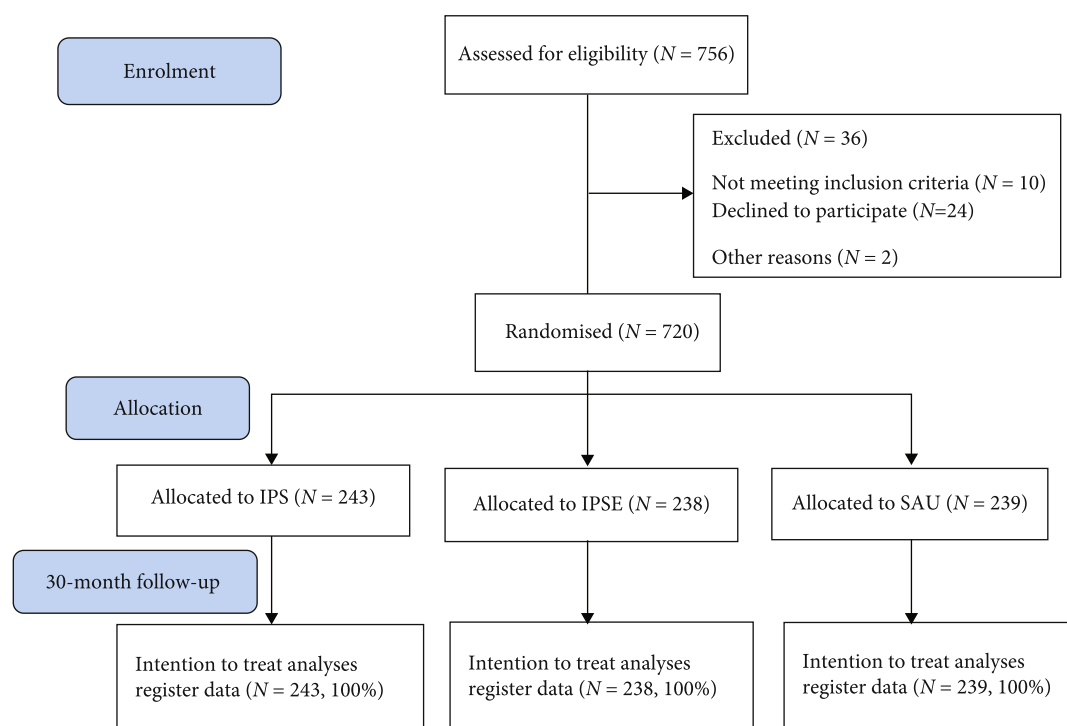 Enrolment
Assessed for eligibility (N = 756)
Excluded (N = 36)
Not meeting inclusion criteria (N = 10)
Declined to participate (N=24)
Other reasons (N = 2)
Randomised (N = 720)
Allocation
Allocated to IPS (N = 243)
Allocated to IPSE (N = 238)
Allocated to SAU (N = 239)
30-month follow-up
Intention to treat analyses
register data (N = 243, 100%)
Intention to treat analyses
register data (N = 238, 100%)
Intention to treat analyses
register data (N = 239, 100%)